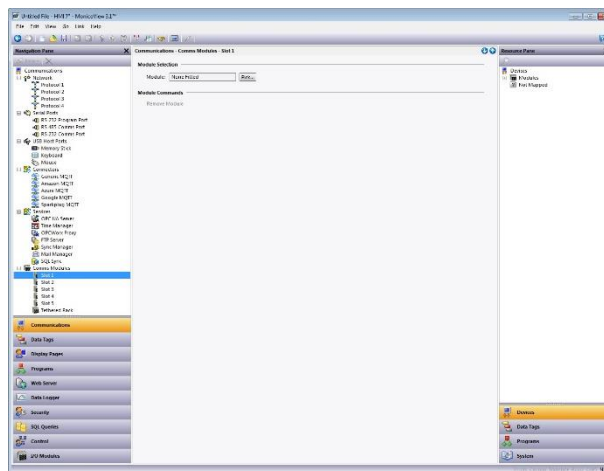 Untitled File - HMI 1* - MonicoView 3.1™
File Edit View Go Link Help
Navigation Pane
Communications
Network
Protocol 1
Protocol 2
Protocol 3
Protocol 4
Serial Ports
RS-232 Program Port
RS-485 Comms Port
RS-232 Comms Port
USB Host Ports
Memory Stick
Keyboard
Mouse
Connectors
Generic MQTT
Amazon MQTT
Azure MQTT
Google MQTT
Sparkplug MQTT
Services
OPC UA Server
Time Manager
OPCWorx Proxy
FTP Server
Sync Manager
Mail Manager
SQL Sync
Comms Modules
Slot 1
Slot 2
Slot 3
Slot 4
Slot 5
Tethered Rack
Communications
Data Tags
Display Pages
Programs
Web Server
Data Logger
Security
SQL Queries
Control
I/O Modules
Communications - Comms Modules - Slot 1
Module Selection
Module: None Fitted Pick...
Module Commands
Remove Module
Resource Pane
Devices
Modules
Not Mapped
Devices
Data Tags
Programs
System